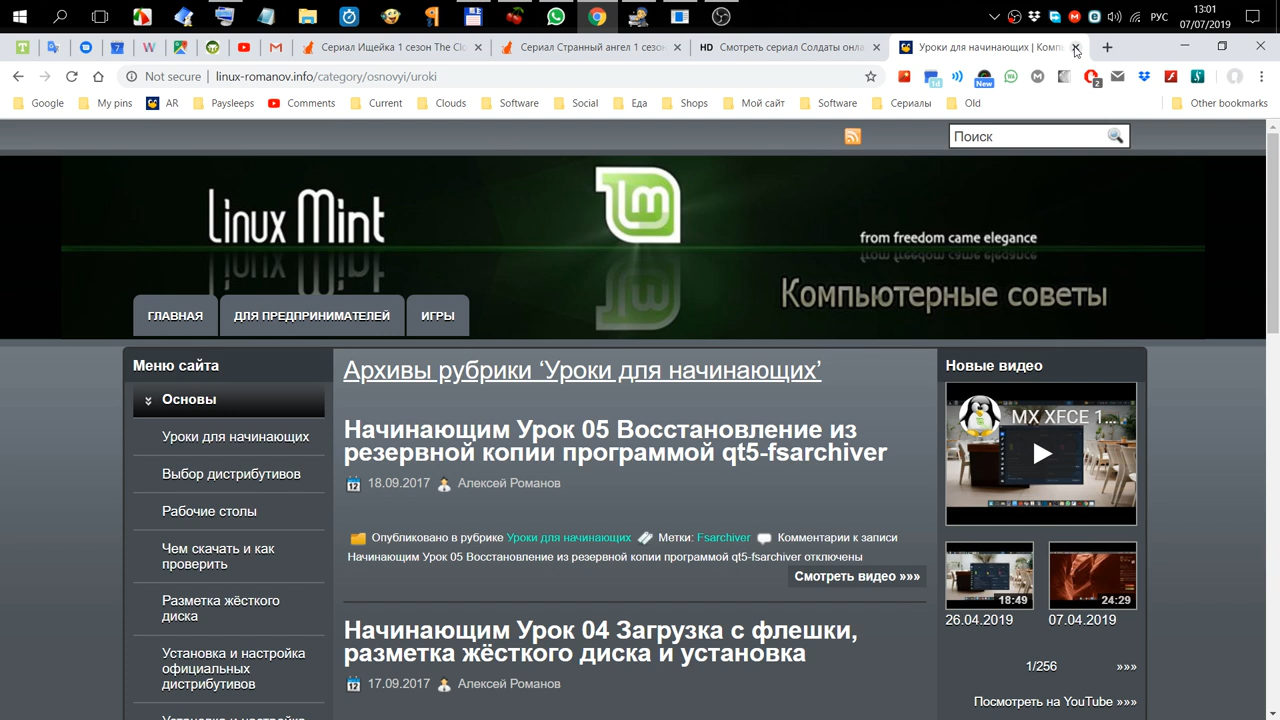 РУС
13:01
07/07/2019
Сериал Ищейка 1 сезон The Clo
Сериал Странный ангел 1 сезон
HD Смотреть сериал Солдаты онла
Уроки для начинающих | Комп
Not secure | linux-romanov.info/category/osnovyi/uroki
1d
New
2
Google
My pins
AR
Paysleeps
Comments
Current
Clouds
Software
Social
Еда
Shops
Мой сайт
Software
Сериалы
Old
Other bookmarks
Поиск
Linux Mint
from freedom came elegance
Компьютерные советы
ГЛАВНАЯ
ДЛЯ ПРЕДПРИНИМАТЕЛЕЙ
ИГРЫ
Меню сайта
Основы
Уроки для начинающих
Выбор дистрибутивов
Рабочие столы
Чем скачать и как
проверить
Разметка жёсткого
диска
Установка и настройка
официальных
дистрибутивов
Установка и настройка
Архивы рубрики ‘Уроки для начинающих’
Начинающим Урок 05 Восстановление из
резервной копии программой qt5-fsarchiver
12 18.09.2017 Алексей Романов
Опубликовано в рубрике Уроки для начинающих Метки: Fsarchiver Комментарии к записи
Начинающим Урок 05 Восстановление из резервной копии программой qt5-fsarchiver отключены
Смотреть видео »»»
Начинающим Урок 04 Загрузка с флешки,
разметка жёсткого диска и установка
12 17.09.2017 Алексей Романов
Новые видео
MX XFCE 1...
18:49
24:29
26.04.2019
07.04.2019
1/256
»»»
Посмотреть на YouTube »»»